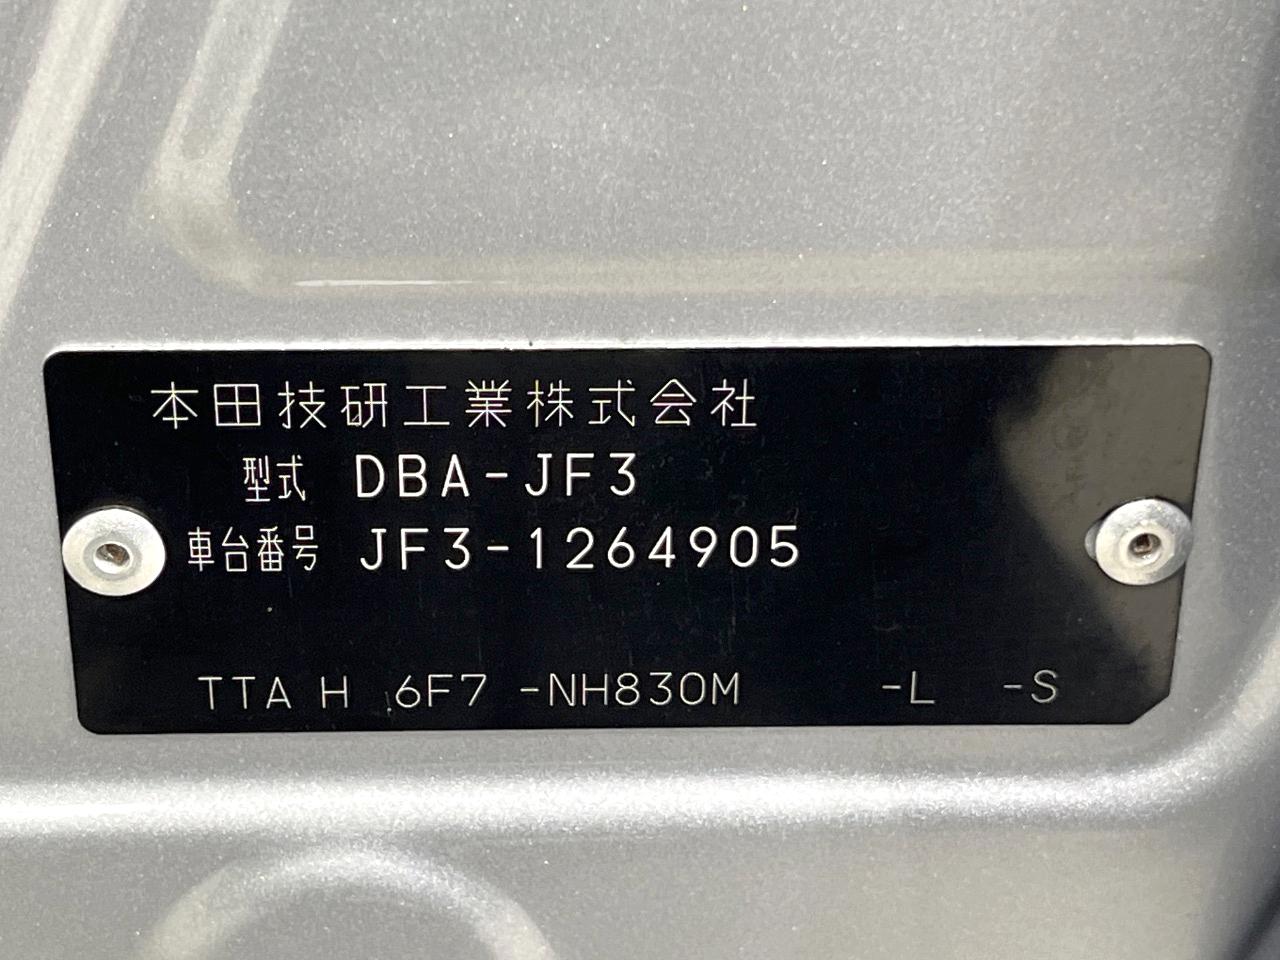 本田技研工業株式会社
型式 DBA-JF3
車台番号 JF3-1264905
TTA H 6F7 -NH830M -L -S